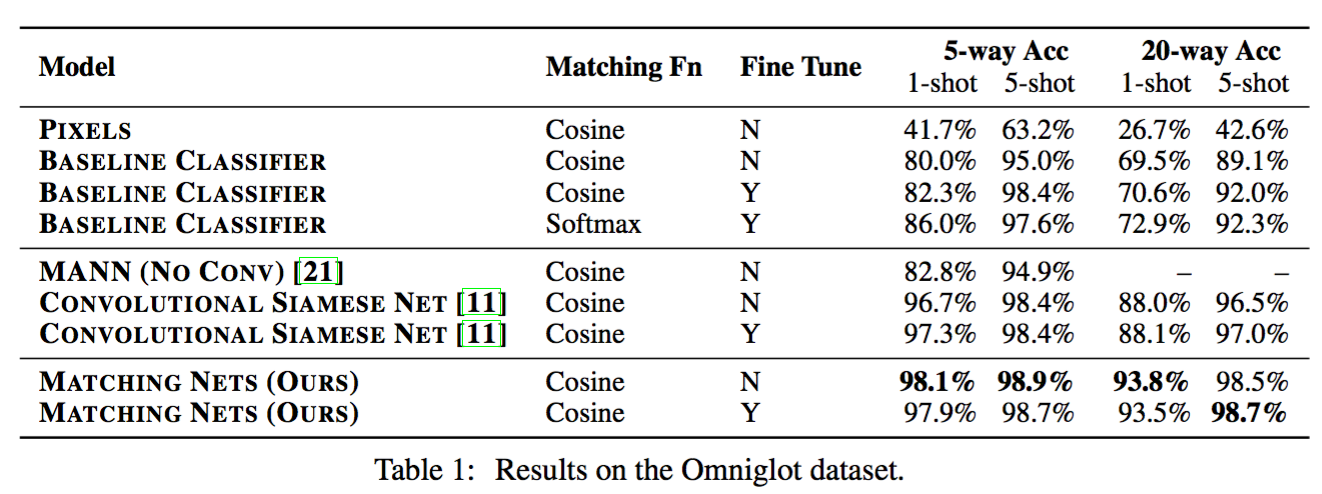 Model Matching Fn Fine Tune 5-way Acc 20-way Acc
1-shot 5-shot 1-shot 5-shot
PIXELS Cosine N 41.7% 63.2% 26.7% 42.6%
BASELINE CLASSIFIER Cosine N 80.0% 95.0% 69.5% 89.1%
BASELINE CLASSIFIER Cosine Y 82.3% 98.4% 70.6% 92.0%
BASELINE CLASSIFIER Softmax Y 86.0% 97.6% 72.9% 92.3%
MANN (NO CONV) [21] Cosine N 82.8% 94.9% – –
CONVOLUTIONAL SIAMESE NET [11] Cosine N 96.7% 98.4% 88.0% 96.5%
CONVOLUTIONAL SIAMESE NET [11] Cosine Y 97.3% 98.4% 88.1% 97.0%
MATCHING NETS (OURS) Cosine N 98.1% 98.9% 93.8% 98.5%
MATCHING NETS (OURS) Cosine Y 97.9% 98.7% 93.5% 98.7%
Table 1: Results on the Omniglot dataset.